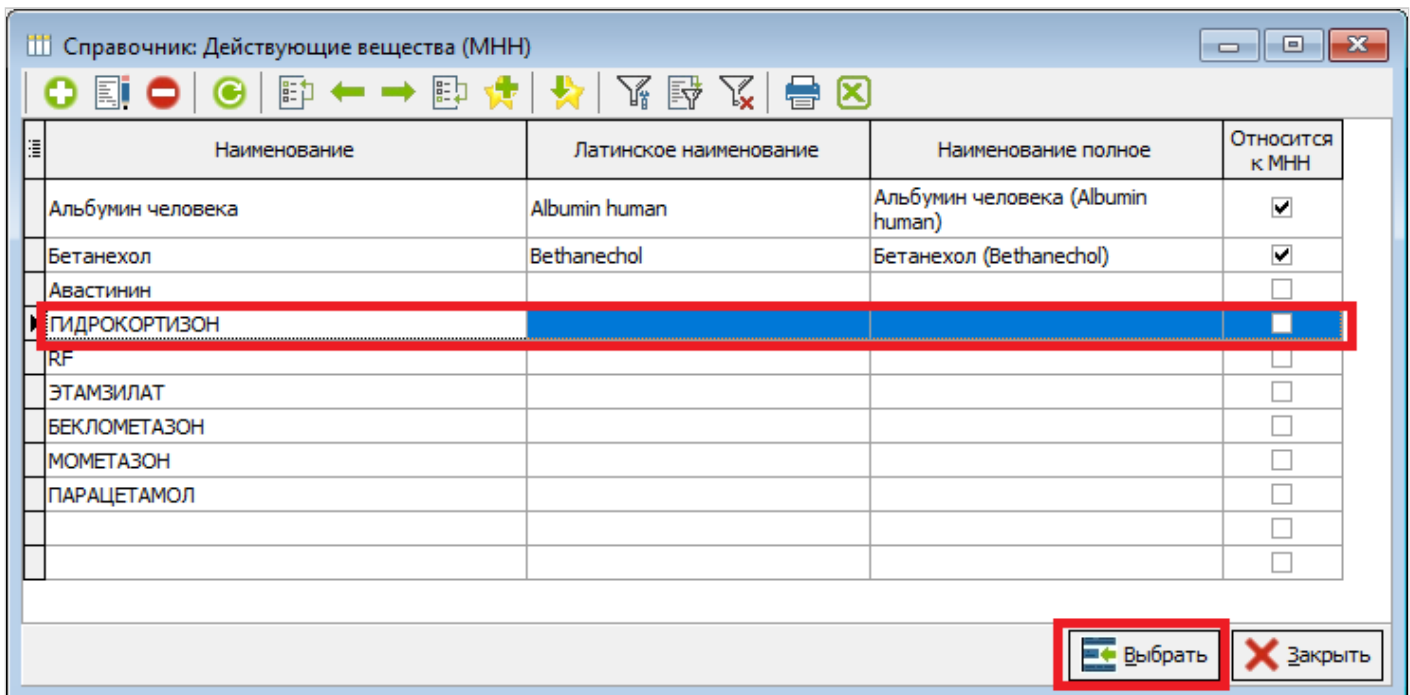 Справочник: Действующие вещества (МНН)
Наименование Латинское наименование Наименование полное Относится к МНН
Альбумин человека Albumin human Альбумин человека (Albumin human)
Бетанехол Bethanechol Бетанехол (Bethanechol)
Авастинин
ГИДРОКОРТИЗОН
RF
ЭТАМЗИЛАТ
БЕКЛОМЕТАЗОН
МОМЕТАЗОН
ПАРАЦЕТАМОЛ
Выбрать Закрыть